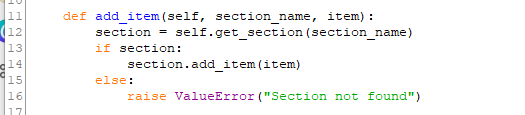 11 def add_item(self, section_name, item):
12 section = self.get_section(section_name)
13 if section:
14 section.add_item(item)
15 else:
16 raise ValueError("Section not found")
17